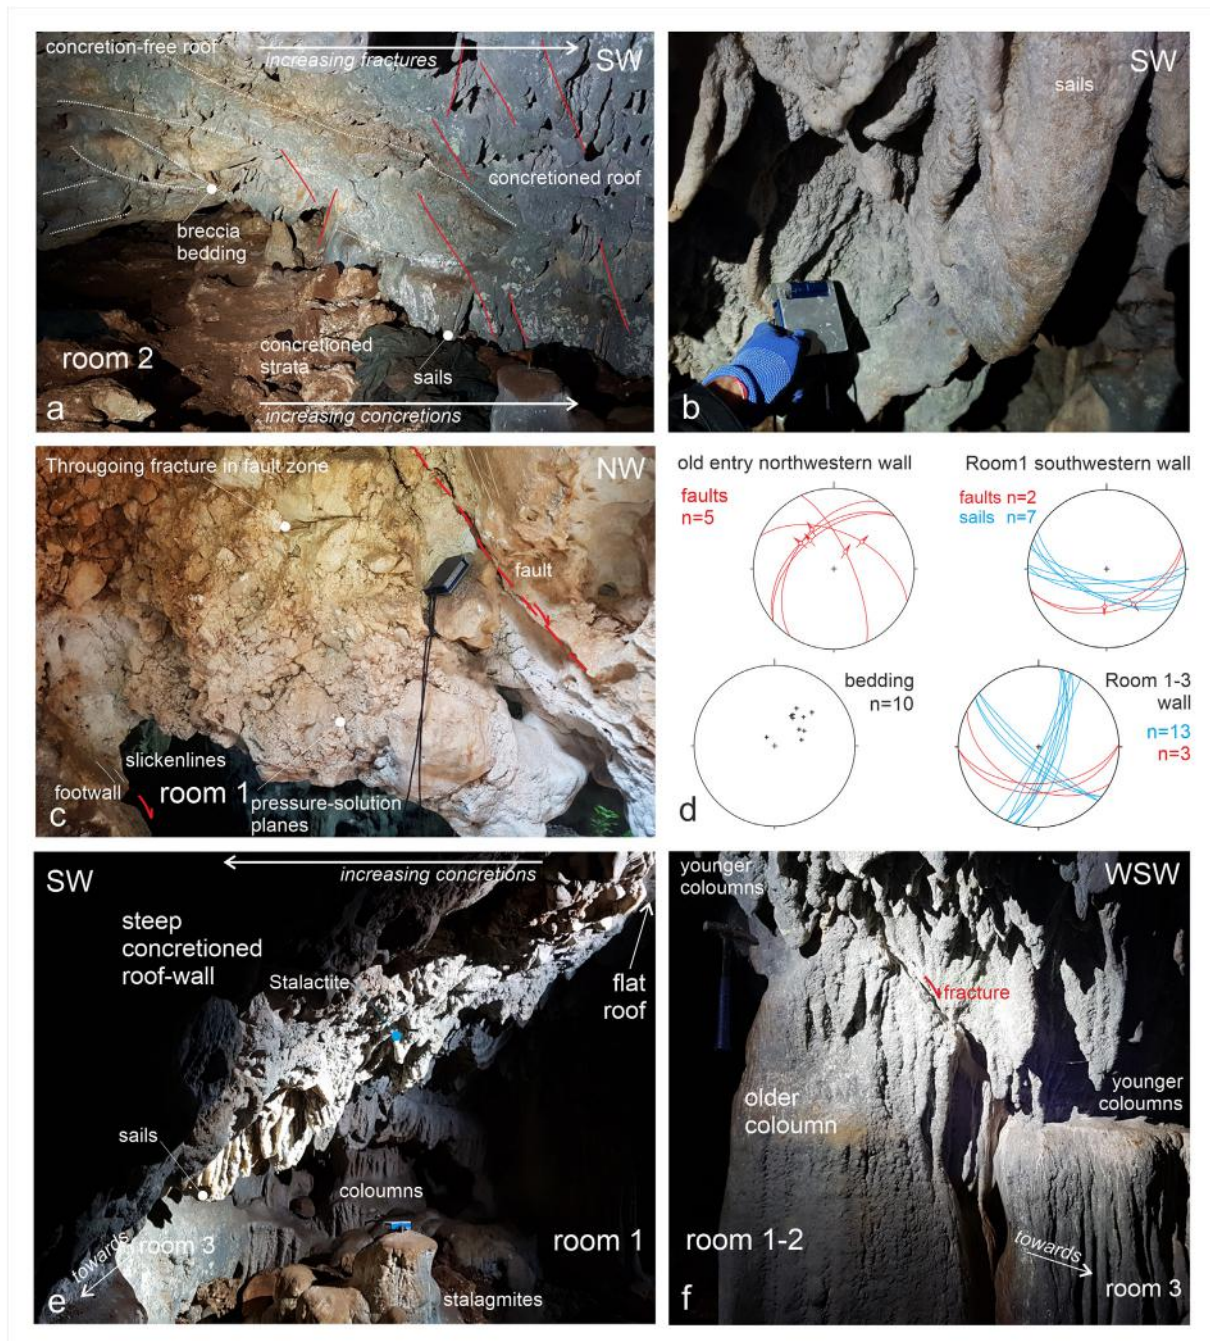 concretion-free roof
increasing fractures
SW
concretioned roof
breccia
bedding
room 2
concretioned
strata
sails
increasing concretions
a
SW
sails
b
Througoing fracture in fault zone
NW
fault
slickenlines
footwall
room 1
pressure-solution
planes
c
old entry northwestern wall
faults
n=5
Room1 southwestern wall
faults n=2
sails n=7
bedding
n=10
Room 1-3
wall
n=13
n=3
d
SW
increasing concretions
steep
concretioned
roof-wall
Stalactite
flat
roof
sails
coloumns
towards
room 3
room 1
stalagmites
e
younger
coloumns
WSW
fracture
older
coloumn
younger
coloumns
room 1-2
towards
room 3
f